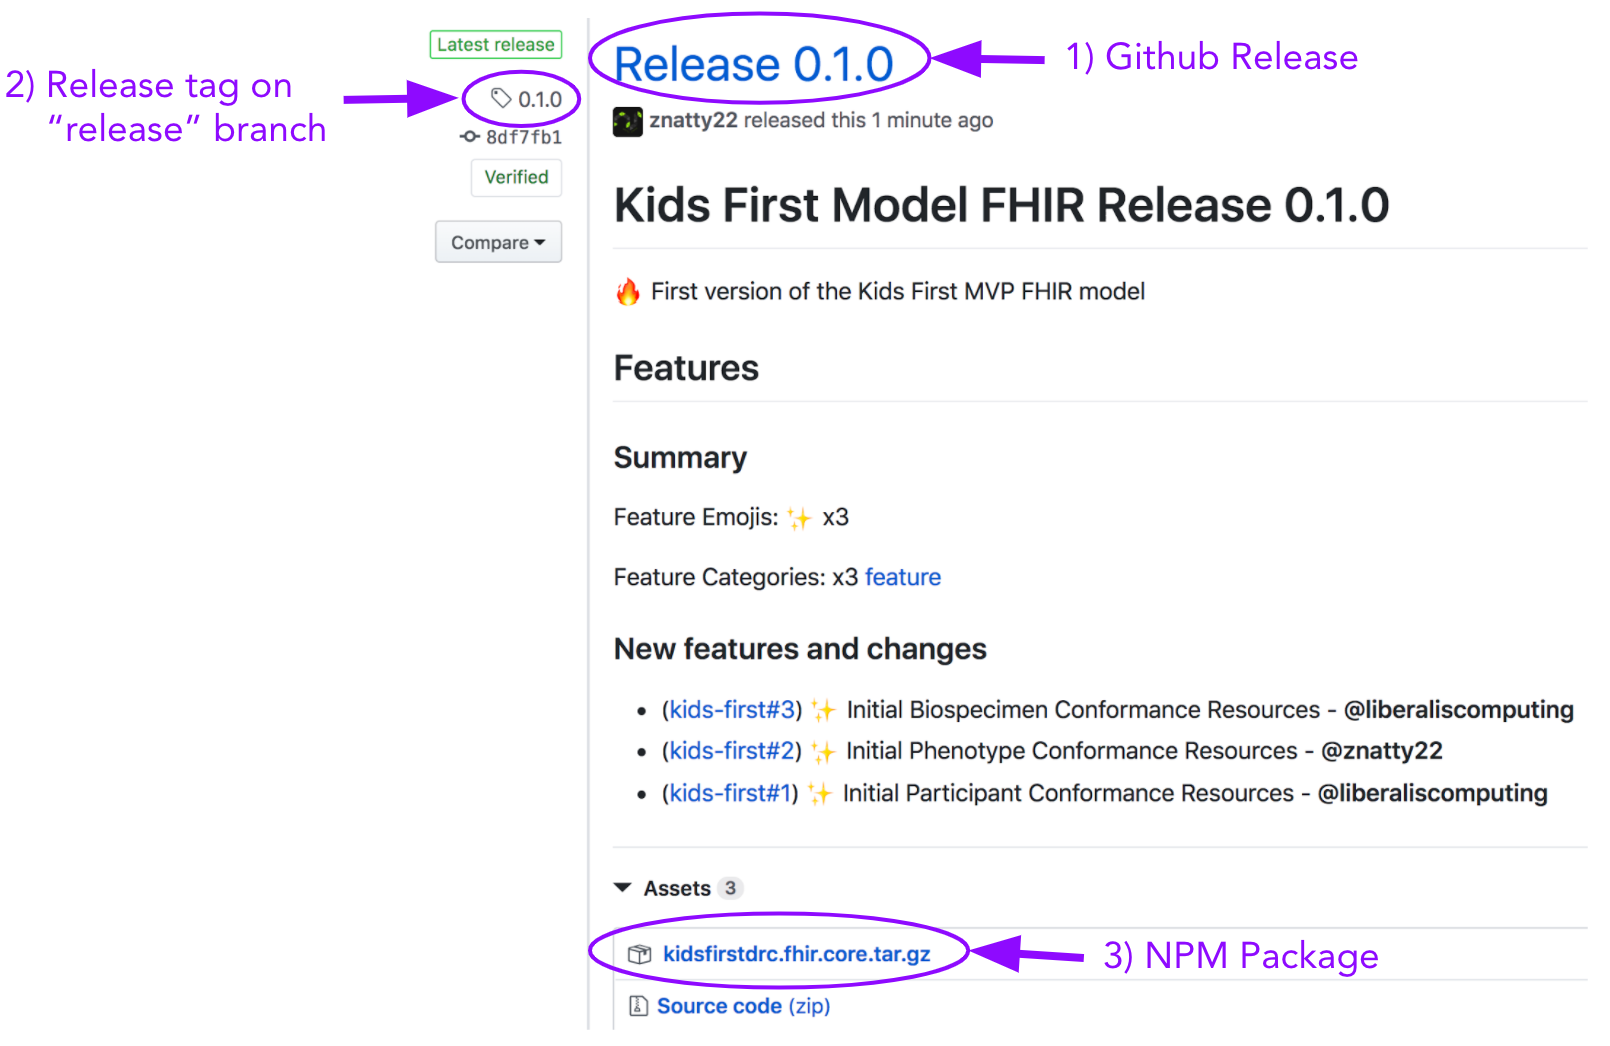 Latest release
Release 0.1.0
1) Github Release
2) Release tag on
“release” branch
0.1.0
8df7fb1
Verified
Compare
znatty22 released this 1 minute ago
Kids First Model FHIR Release 0.1.0
🔥 First version of the Kids First MVP FHIR model
Features
Summary
Feature Emojis: ✨ x3
Feature Categories: x3 feature
New features and changes
• (kids-first#3) ✨ Initial Biospecimen Conformance Resources - @liberaliscomputing
• (kids-first#2) ✨ Initial Phenotype Conformance Resources - @znatty22
• (kids-first#1) ✨ Initial Participant Conformance Resources - @liberaliscomputing
Assets 3
kidsfirstdrc.fhir.core.tar.gz
3) NPM Package
Source code (zip)